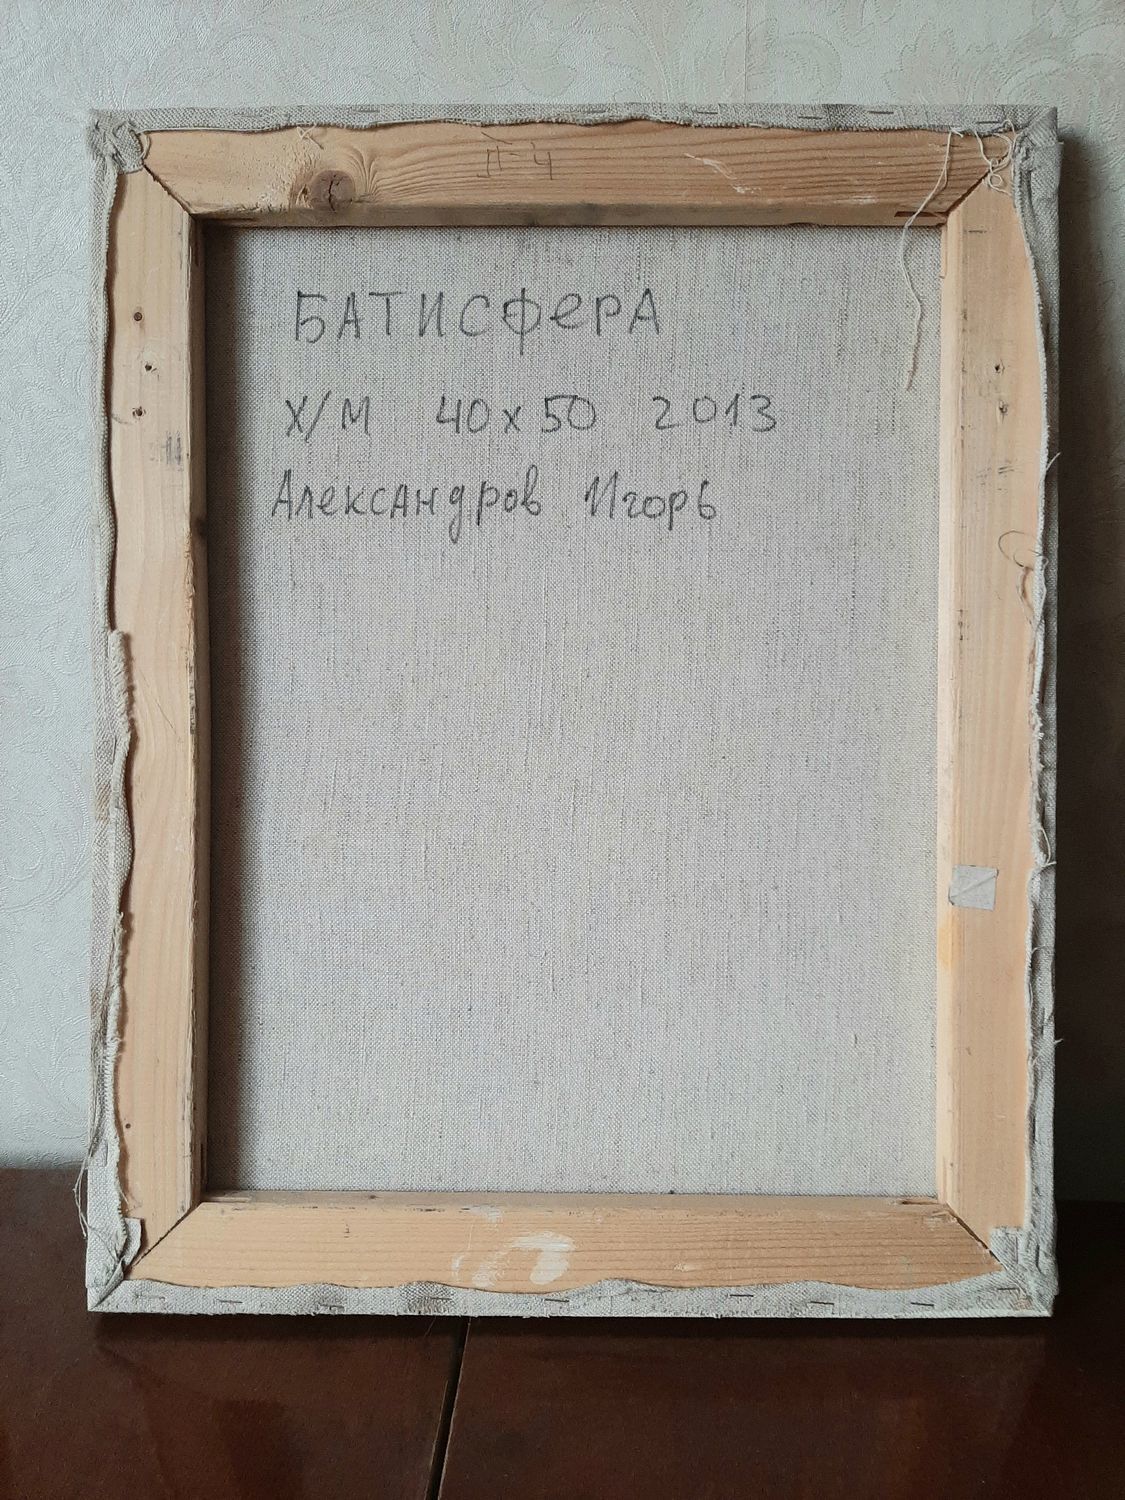 БАТИСФЕРА
Х/М 40х50 2013
Александров Игорь